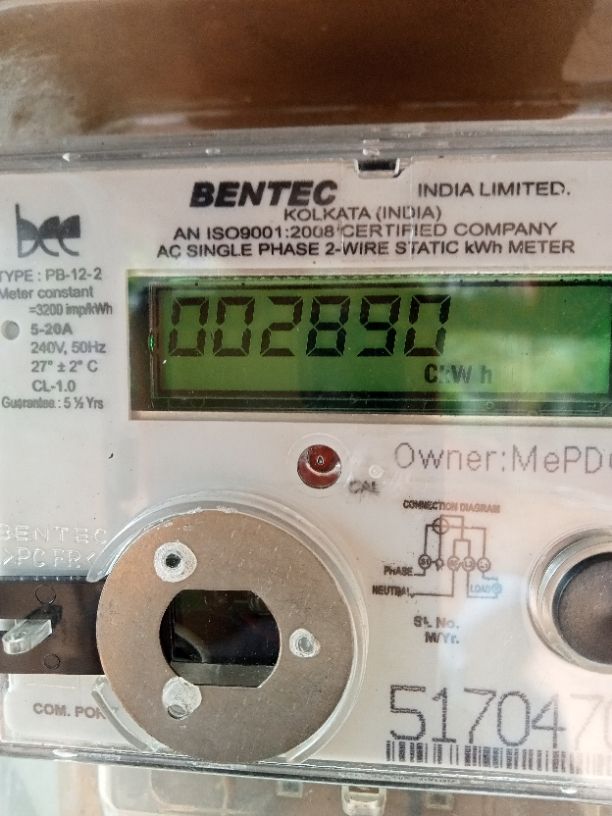 BENTEC INDIA LIMITED.
KOLKATA (INDIA)
AN ISO9001:2008 CERTIFIED COMPANY
AC SINGLE PHASE 2-WIRE STATIC kWh METER
bee
TYPE : PB-12-2
Meter constant
=3200 imp/kWh
5-20A
240V, 50Hz
27° ± 2° C
CL-1.0
Guarantee : 5 ½ Yrs
002890
kW h
CAL
Owner:MePD
CONNECTION DIAGRAM
PHASE
NEUTRAL
LOAD
BENTEC
>PC FR<
Sl. No.
M/Yr.
COM. PORT
517047